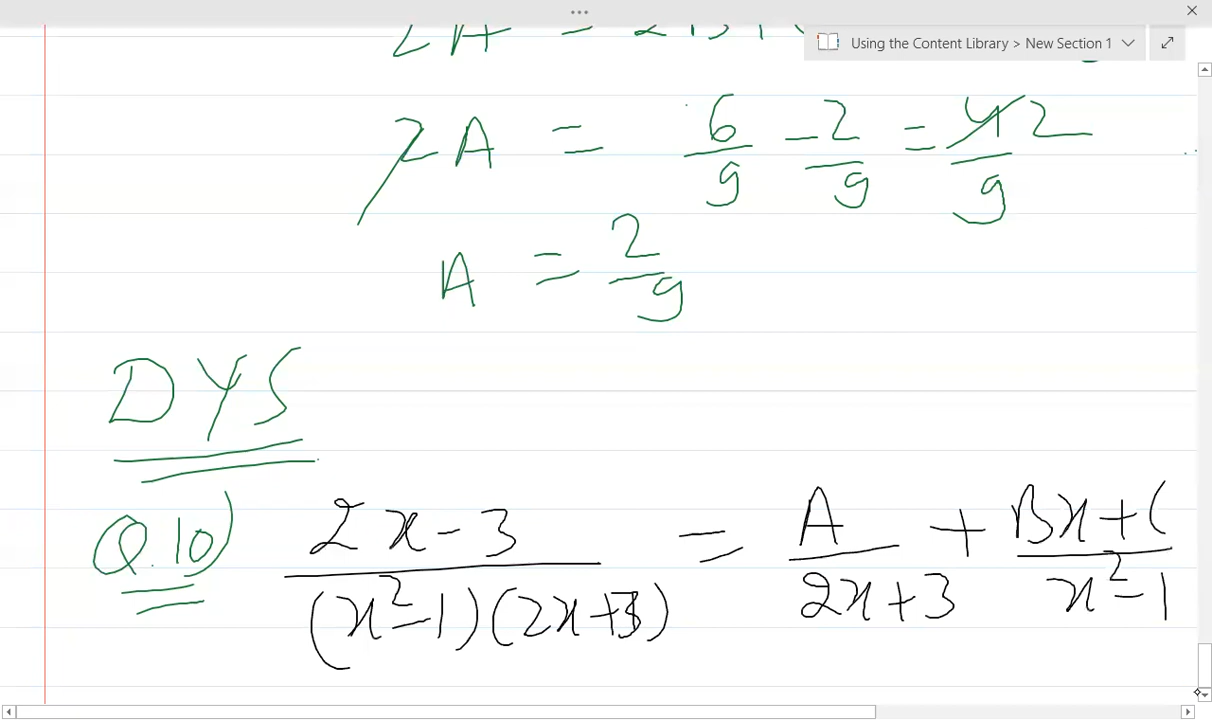 Using the Content Library > New Section 1
2A = 6/9 - 2/9 = 4 2/9
A = 2/9
DYS
Q.10) 2x-3/(x²-1)(2x+3) = A/2x+3 + Bx+C/x²-1